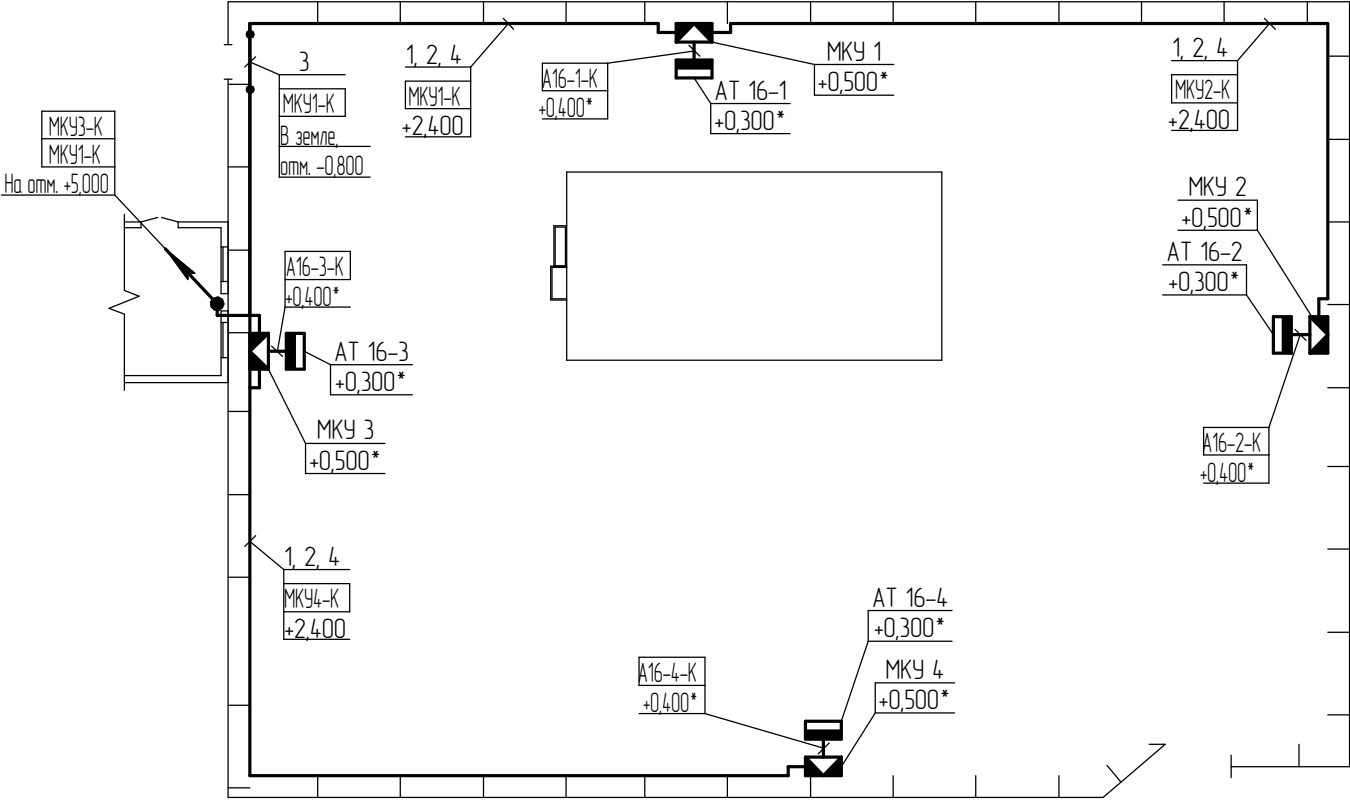 3
МКУ1-К
В земле,
отм. -0,800
1, 2, 4
МКУ1-К
+2,400
А16-1-К
+0,400*
МКУ 1
+0,500*
АТ 16-1
+0,300*
1, 2, 4
МКУ2-К
+2,400
МКУ3-К
МКУ1-К
На отм. +5,000
МКУ 2
+0,500*
АТ 16-2
+0,300*
А16-3-К
+0,400*
АТ 16-3
+0,300*
МКУ 3
+0,500*
А16-2-К
+0,400*
1, 2, 4
МКУ4-К
+2,400
АТ 16-4
+0,300*
А16-4-К
+0,400*
МКУ 4
+0,500*